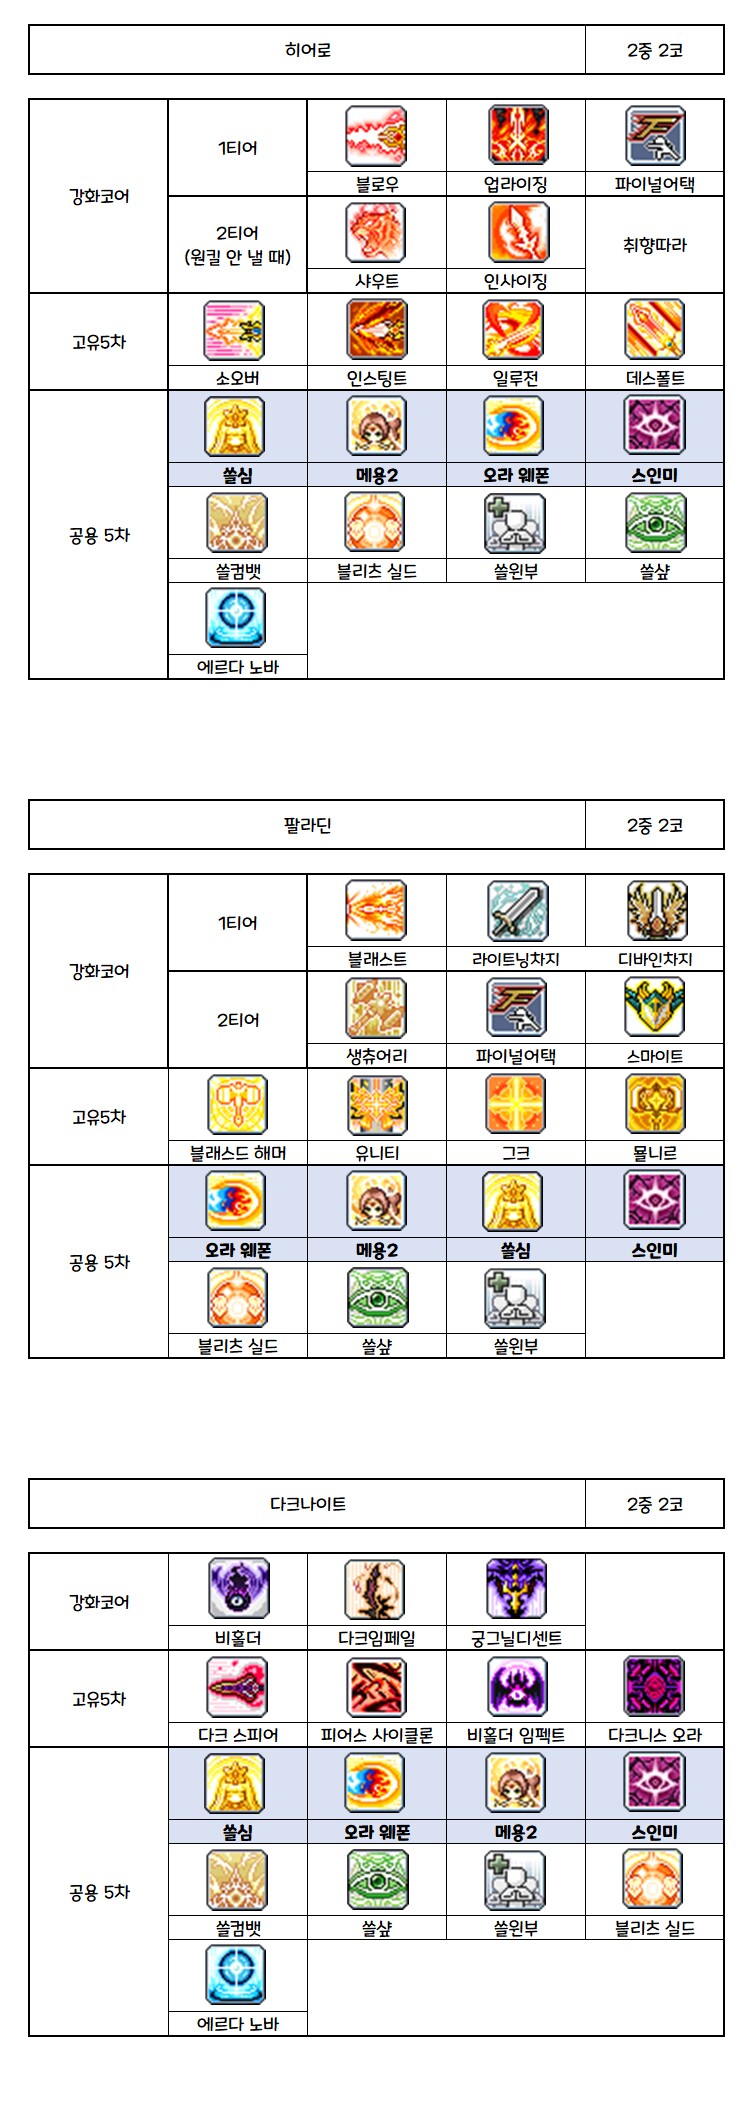 히어로 2중 2코
강화코어
1티어
블로우 업라이징 파이널어택
2티어
(원킬 안 낼 때)
취향따라
샤우트 인사이징
고유5차
소오버 인스팅트 일루전 데스폴트
공용 5차
쓸심 메용2 오라 웨폰 스인미
쓸컴뱃 블리츠 실드 쓸윈부 쓸샾
에르다 노바
팔라딘 2중 2코
강화코어
1티어
블래스트 라이트닝차지 디바인차지
2티어
생츄어리 파이널어택 스마이트
고유5차
블래스드 해머 유니티 그크 묠니르
공용 5차
오라 웨폰 메용2 쓸심 스인미
블리츠 실드 쓸샾 쓸윈부
다크나이트 2중 2코
강화코어
비홀더 다크임페일 궁그닐디센트
고유5차
다크 스피어 피어스 사이클론 비홀더 임펙트 다크니스 오라
공용 5차
쓸심 오라 웨폰 메용2 스인미
쓸컴뱃 쓸샾 쓸윈부 블리츠 실드
에르다 노바